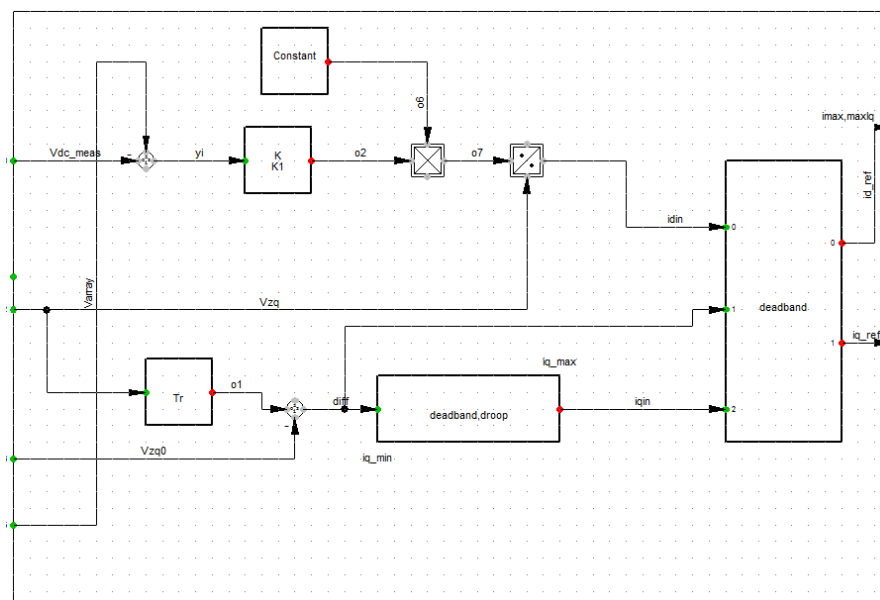 Constant
o6
imax,maxIq
Vdc_meas
-
yi
K
K1
o2
o7
id_ref
idin
0
0
Varray
Vzq
1
deadband
1
iq_ref
iq_max
Tr
o1
diff
deadband,droop
iqin
2
-
Vzq0
iq_min